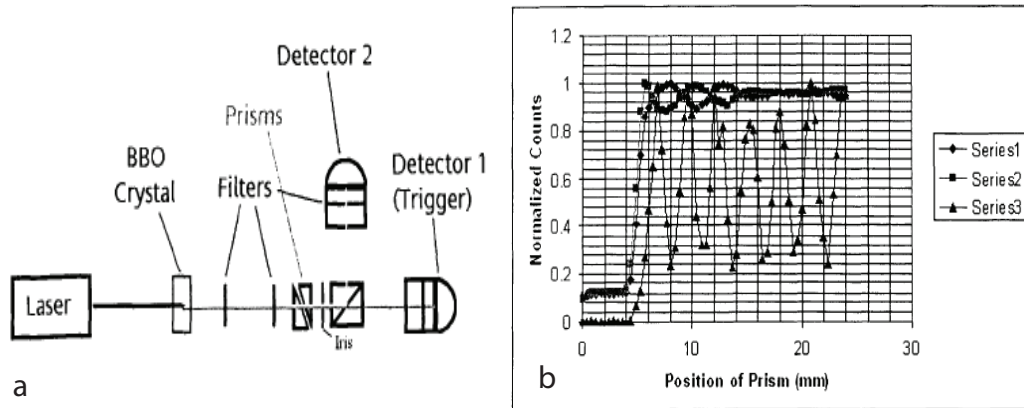 Detector 2
Prisms
BBO
Crystal
Filters
Detector 1
(Trigger)
Laser
Iris
a
1.2
1
0.8
0.6
0.4
0.2
0
0
10
20
30
Normalized Counts
Position of Prism (mm)
Series1
Series2
Series3
b